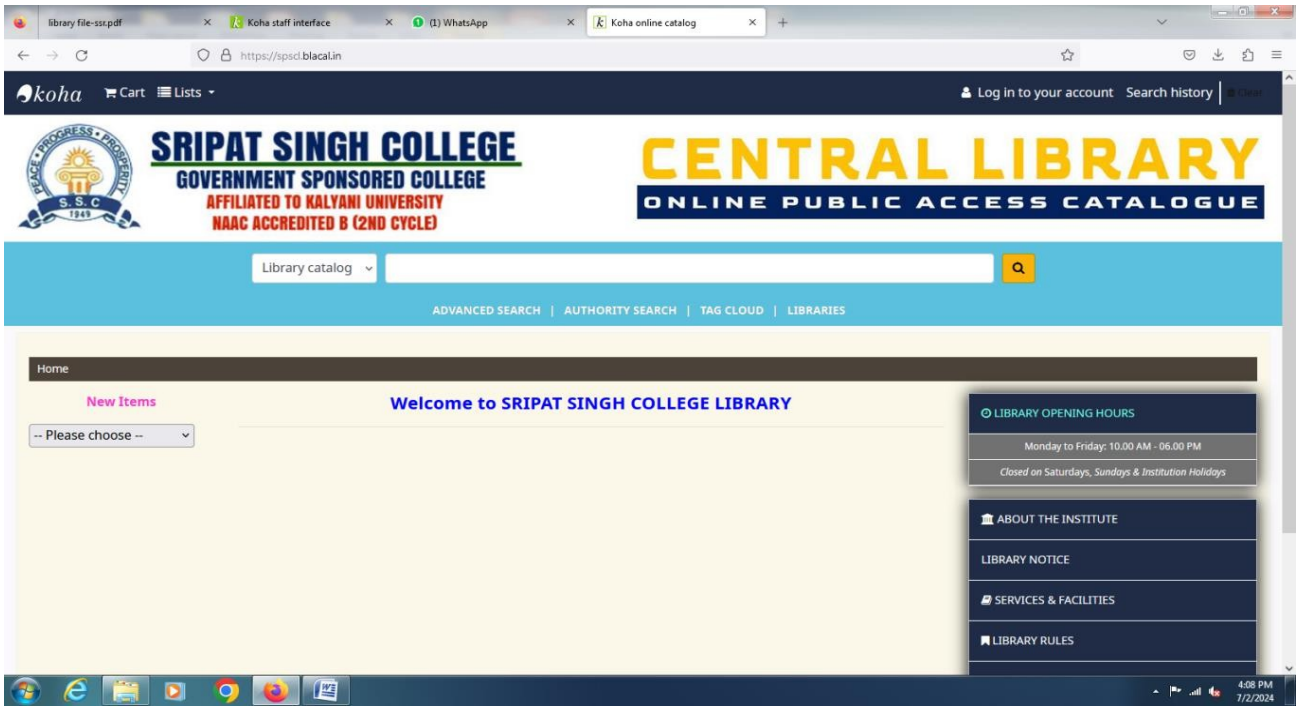 library file-ssr.pdf
Koha staff interface
(1) WhatsApp
Koha online catalog
https://spscl.blacal.in
koha Cart Lists
Log in to your account Search history Clear
PEACE • PROGRESS • PROSPERITY
S. S. C
1949
SRIPAT SINGH COLLEGE
GOVERNMENT SPONSORED COLLEGE
AFFILIATED TO KALYANI UNIVERSITY
NAAC ACCREDITED B (2ND CYCLE)
CENTRAL LIBRARY
ONLINE PUBLIC ACCESS CATALOGUE
Library catalog
ADVANCED SEARCH | AUTHORITY SEARCH | TAG CLOUD | LIBRARIES
Home
New Items
-- Please choose --
Welcome to SRIPAT SINGH COLLEGE LIBRARY
LIBRARY OPENING HOURS
Monday to Friday: 10.00 AM - 06.00 PM
Closed on Saturdays, Sundays & Institution Holidays
ABOUT THE INSTITUTE
LIBRARY NOTICE
SERVICES & FACILITIES
LIBRARY RULES
4:08 PM
7/2/2024